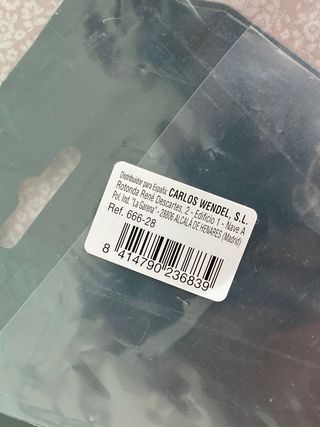 Distribuidor para España: CARLOS WENDEL, S.L.
Rotonda René Descartes, 2 - Edificio 1 - Nave A
Pol. Ind. "La Garena" - 28806 ALCALA DE HENARES (Madrid)
Ref. 666-28
8 414790 236839